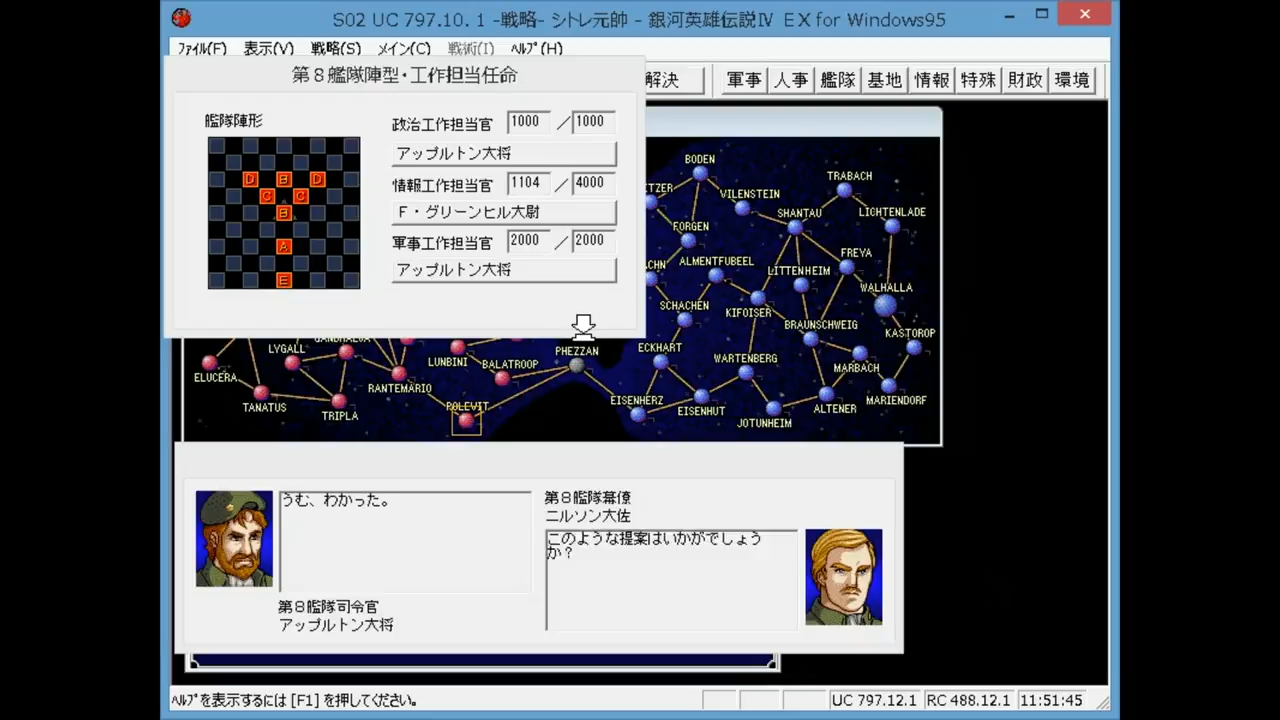 S02 UC 797.10. 1 -戦略- シトレ元帥 - 銀河英雄伝説Ⅳ EX for Windows95
ﾌｧｲﾙ(F) 表示(V) 戦略(S) メイン(C) 戦術(I) ﾍﾙﾌﾟ(H)
第８艦隊陣型・工作担当任命
解決 軍事 人事 艦隊 基地 情報 特殊 財政 環境
艦隊陣形
政治工作担当官 1000 ／ 1000
アップルトン大将
情報工作担当官 1104 ／ 4000
Ｆ・グリーンヒル大尉
軍事工作担当官 2000 ／ 2000
アップルトン大将
D B D
C C
B
A
E
BODEN
TRABACH
VILENSTEIN
SHANTAU
LICHTENLADE
FORGEN
ALMENTFUBEEL
FREYA
LITTENHEIM
WALHALLA
SCHACHEN
KIFOISER
BRAUNSCHWEIG
KASTOROP
LYGALL
LUNBINI
BALATROOP
PHEZZAN
ECKHART
WARTENBERG
MARBACH
ELUCERA
RANTEMARIO
TANATUS
TRIPLA
POLEVIT
EISENHERZ
EISENHUT
JOTUNHEIM
ALTENER
MARIENDORF
うむ、わかった。
第８艦隊司令官
アップルトン大将
第８艦隊幕僚
ニルソン大佐
このような提案はいかがでしょう
か？
ﾍﾙﾌﾟを表示するには [F1] を押してください。
UC 797.12.1 RC 488.12.1 11:51:45